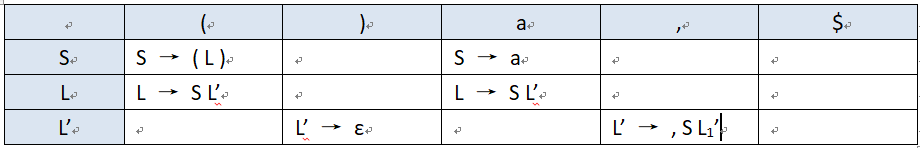 ( ) a , $
S S → ( L ) S → a
L L → S L’ L → S L’
L’ L’ → ε L’ → , S L₁’